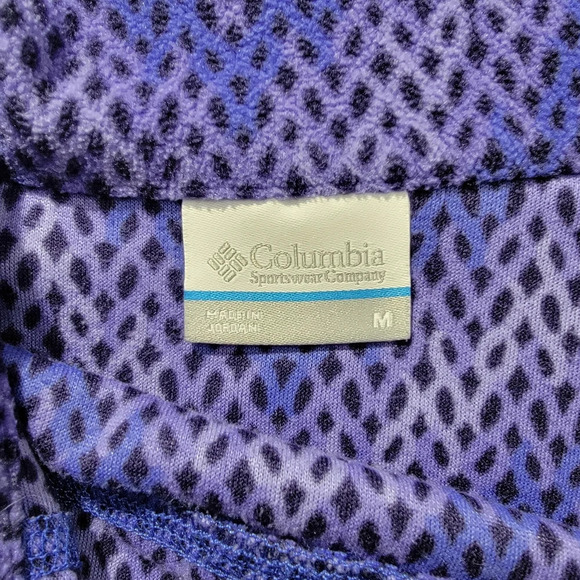 Columbia
Sportswear Company
MADE IN
JORDAN
M